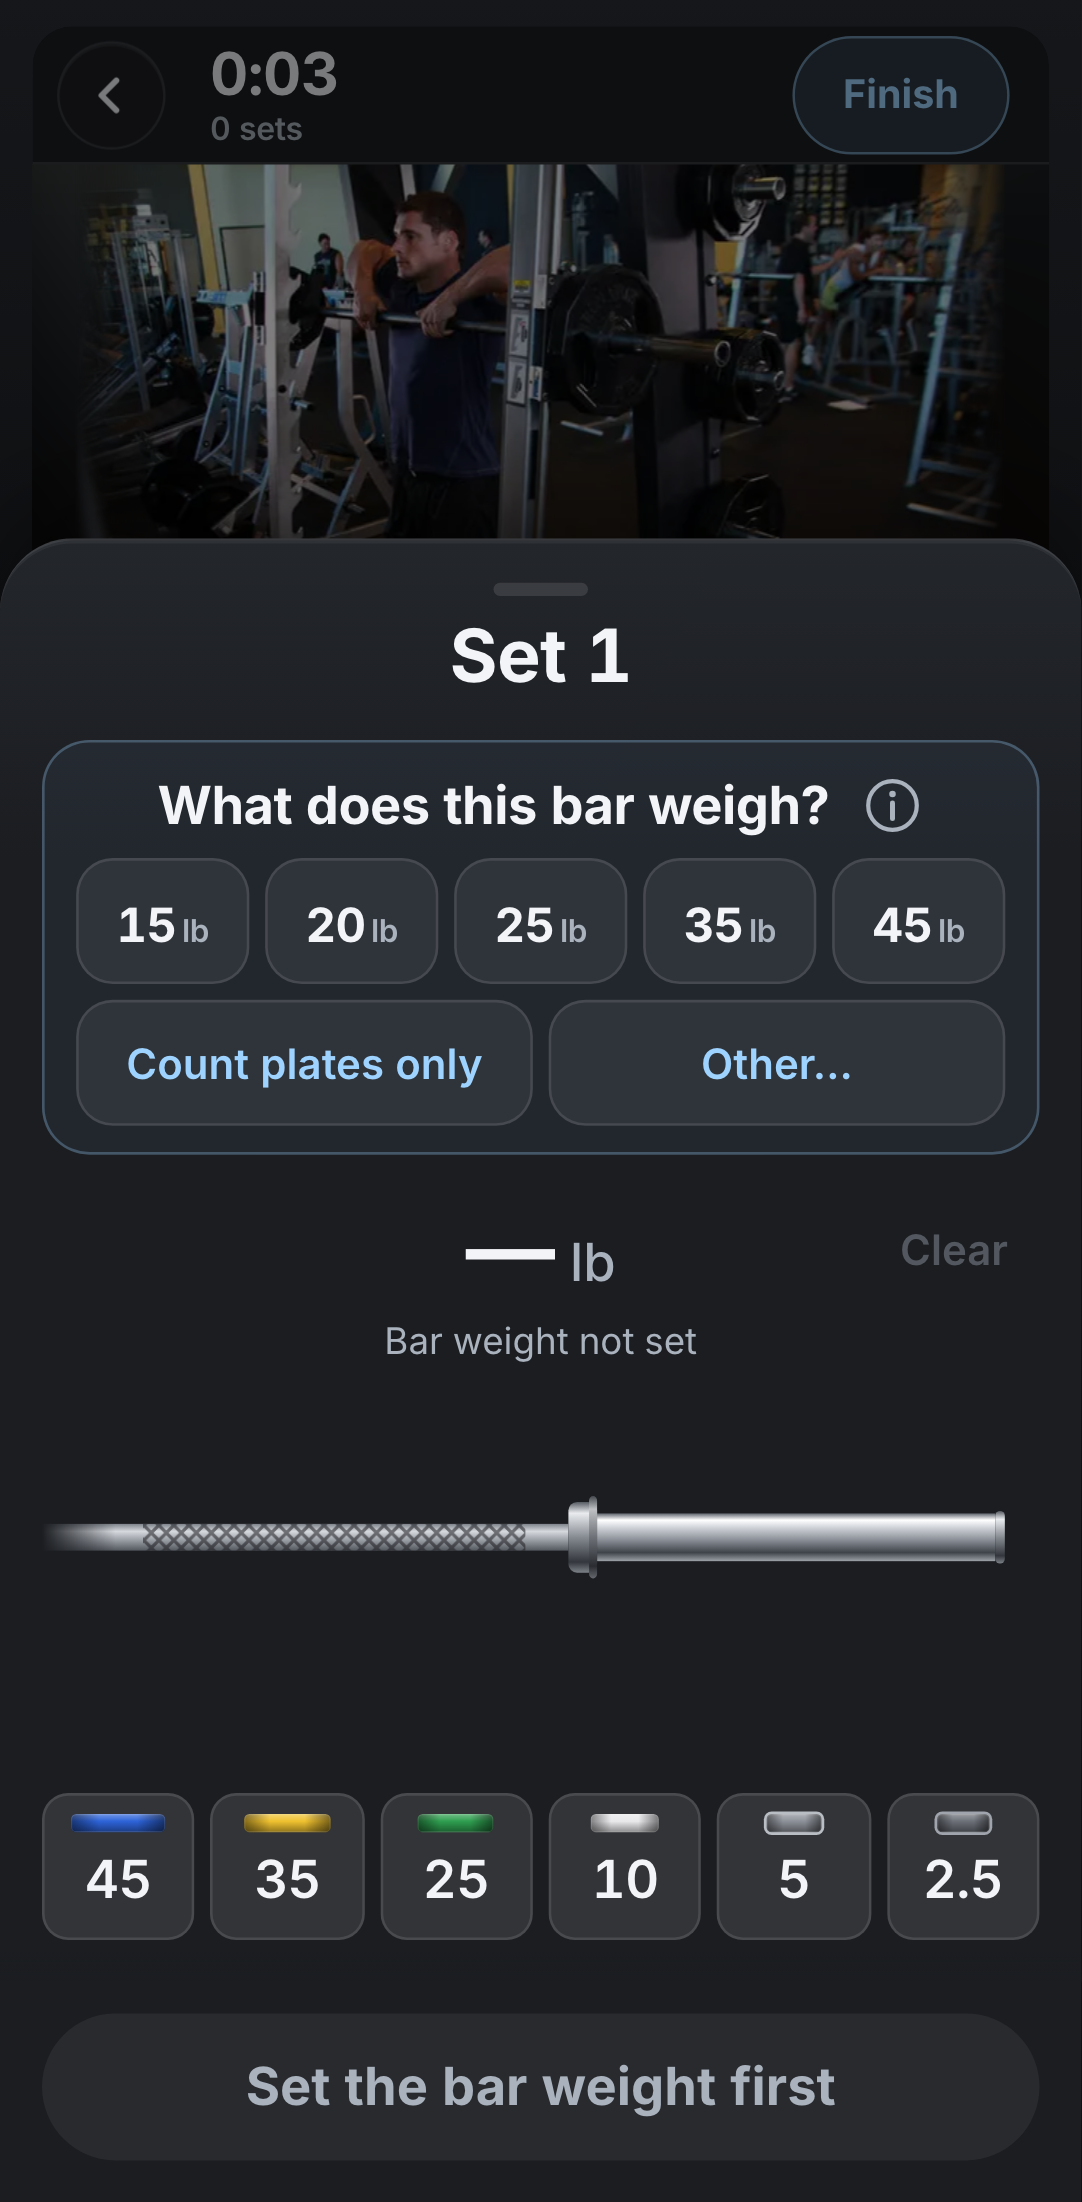 0:03
0 sets
Finish
Set 1
What does this bar weigh?
15 lb 20 lb 25 lb 35 lb 45 lb
Count plates only Other...
— lb
Clear
Bar weight not set
45 35 25 10 5 2.5
Set the bar weight first